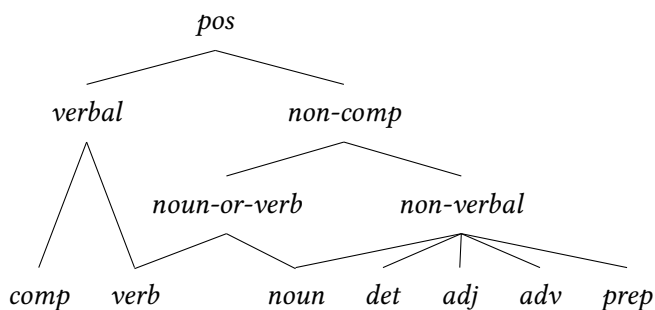 pos
verbal non-comp
noun-or-verb non-verbal
comp verb noun det adj adv prep